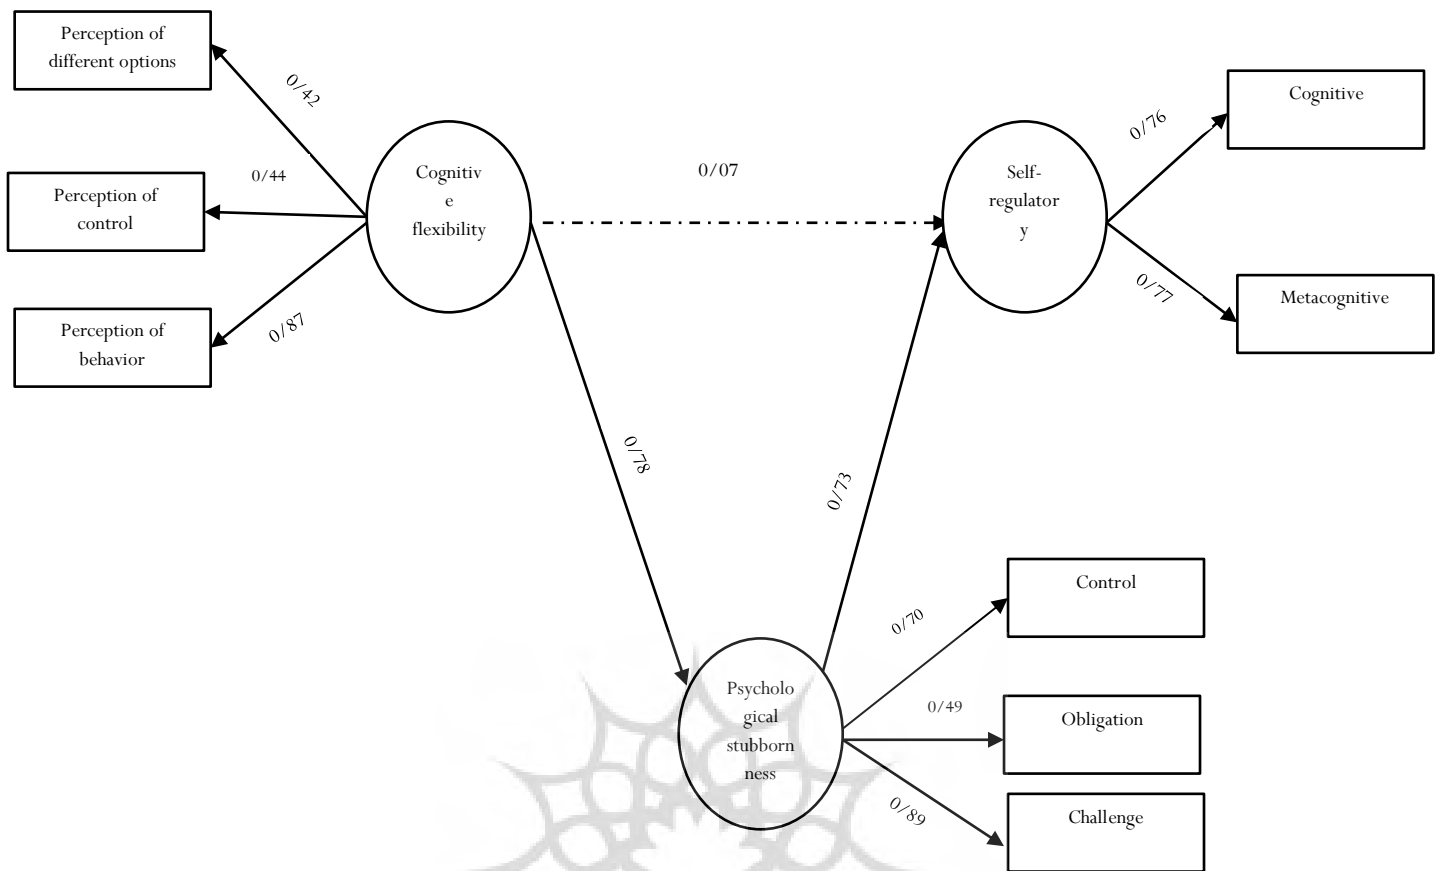 Perception of
different options
0/42
0/44
Perception of
control
0/87
Perception of
behavior
Cognitiv
e
flexibility
0/07
Self-
regulator
y
0/76
Cognitive
0/77
Metacognitive
0/78
0/73
Psycholo
gical
stubborn
ness
0/70
Control
0/49
Obligation
0/89
Challenge